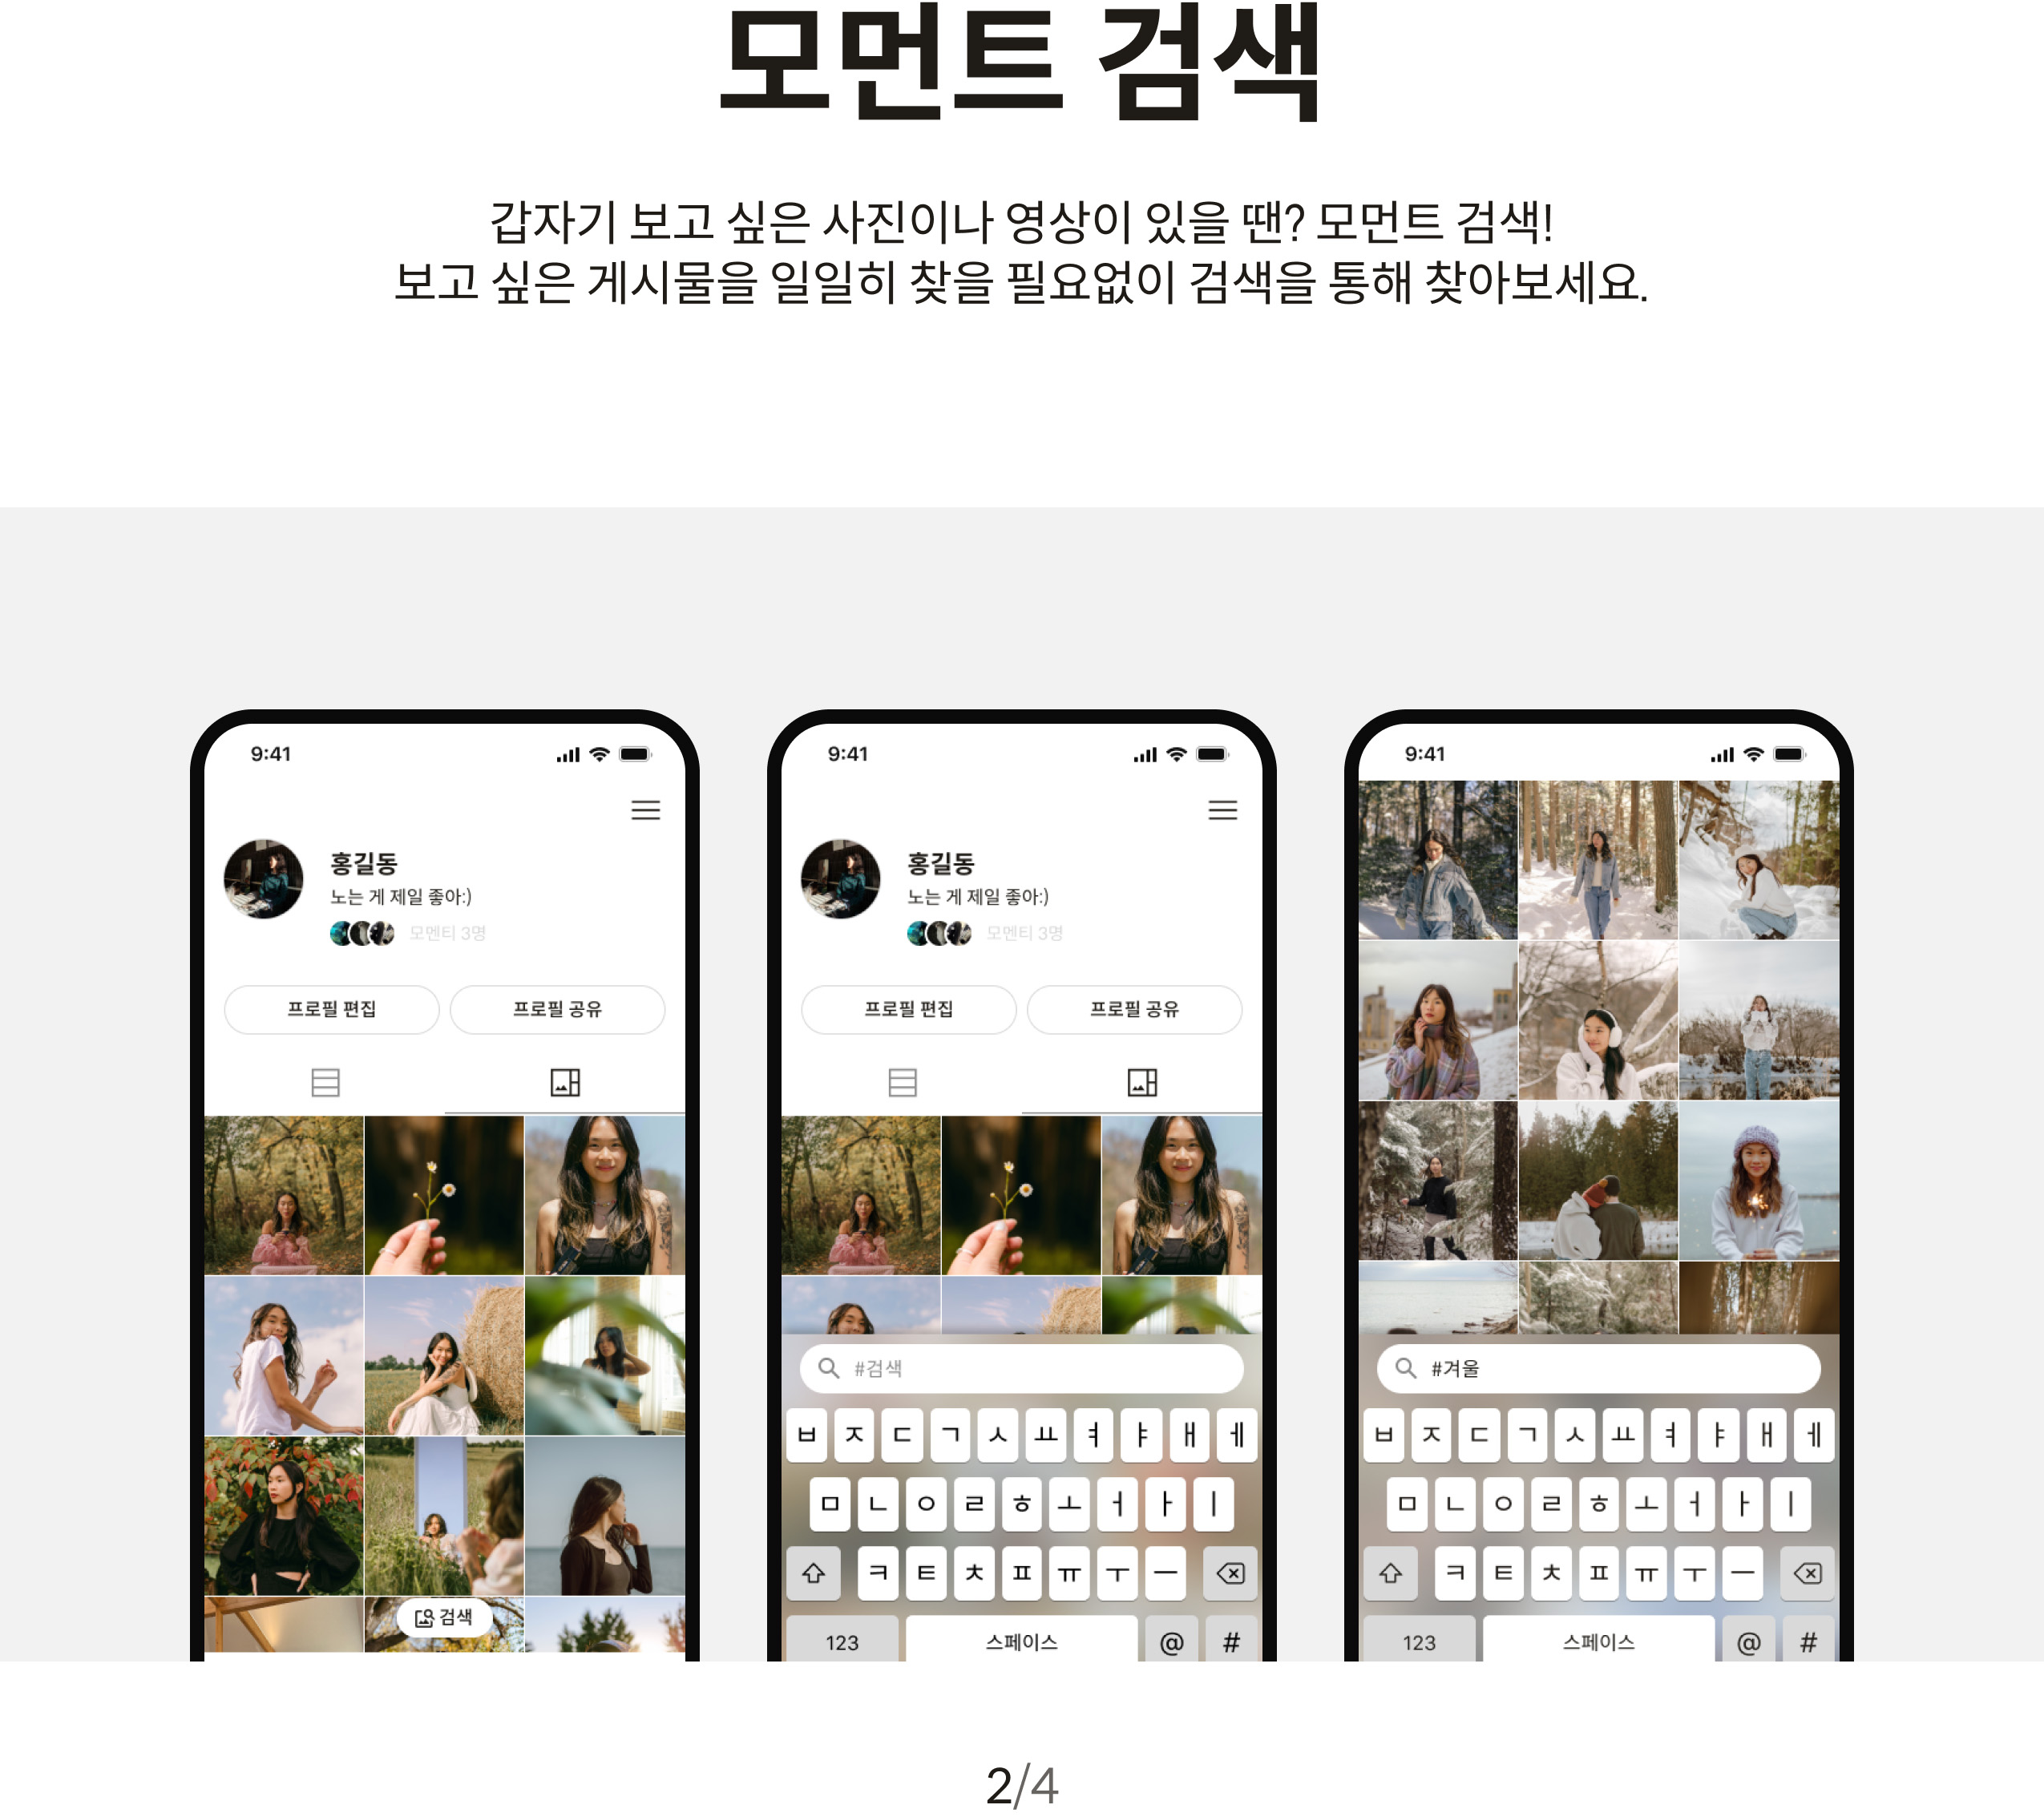 모먼트 검색
갑자기 보고 싶은 사진이나 영상이 있을 땐? 모먼트 검색!
보고 싶은 게시물을 일일히 찾을 필요없이 검색을 통해 찾아보세요.
9:41
홍길동
노는 게 제일 좋아:)
모멘티 3명
프로필 편집
프로필 공유
검색
9:41
홍길동
노는 게 제일 좋아:)
모멘티 3명
프로필 편집
프로필 공유
#검색
ㅂ ㅈ ㄷ ㄱ ㅅ ㅛ ㅕ ㅑ ㅐ ㅔ
ㅁ ㄴ ㅇ ㄹ ㅎ ㅗ ㅓ ㅏ ㅣ
ㅋ ㅌ ㅊ ㅍ ㅠ ㅜ ㅡ
123 스페이스 @ #
9:41
#겨울
ㅂ ㅈ ㄷ ㄱ ㅅ ㅛ ㅕ ㅑ ㅐ ㅔ
ㅁ ㄴ ㅇ ㄹ ㅎ ㅗ ㅓ ㅏ ㅣ
ㅋ ㅌ ㅊ ㅍ ㅠ ㅜ ㅡ
123 스페이스 @ #
2/4